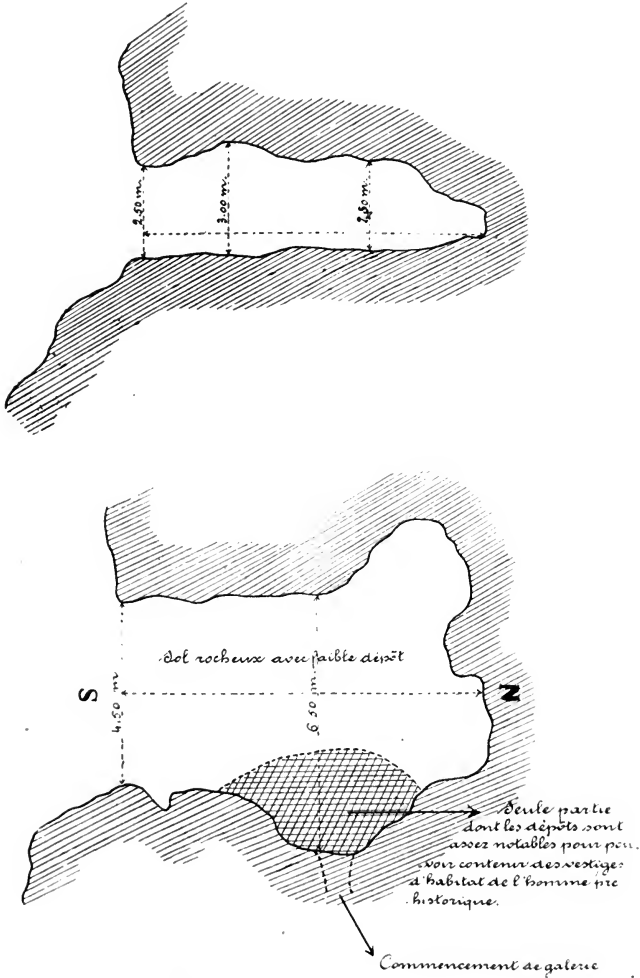 2.50 m.
3.00 m.
2.50 m.
Sol rocheux avec faible dépôt
S
N
4.50 m
6 50 m.
Seule partie
dont les dépôts sont
assez notables pour pou.
voir contenir des vestiges
d'habitat de l'homme pré
historique.
Commencement de galerie